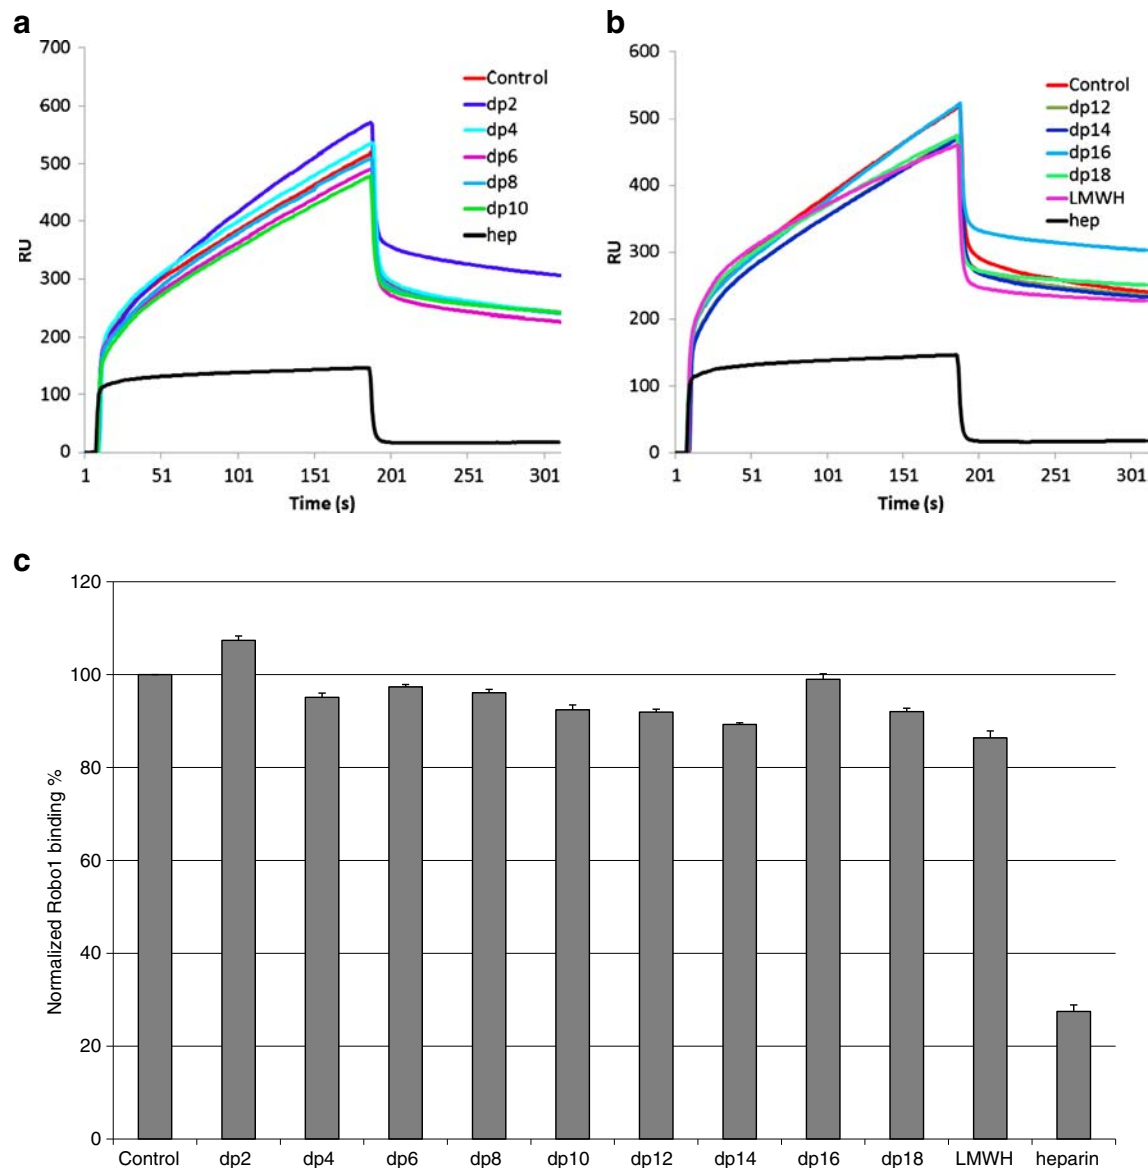 a
700
600
500
400
300
200
100
0
RU
1 51 101 151 201 251 301
Time (s)
Control
dp2
dp4
dp6
dp8
dp10
hep
b
600
500
400
300
200
100
0
RU
1 51 101 151 201 251 301
Time (s)
Control
dp12
dp14
dp16
dp18
LMWH
hep
c
120
100
80
60
40
20
0
Normalized Robo1 binding %
Control dp2 dp4 dp6 dp8 dp10 dp12 dp14 dp16 dp18 LMWH heparin